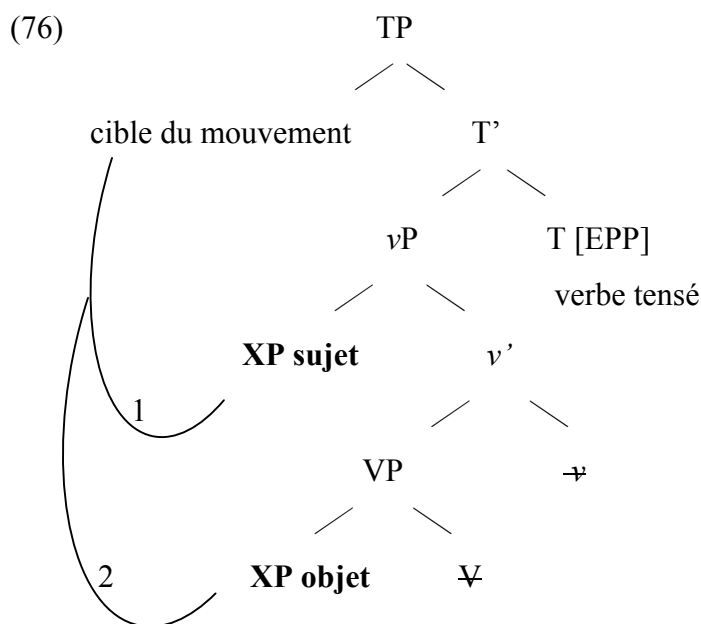 (76) TP
cible du mouvement T’
vP T [EPP]
verbe tensé
XP sujet v’
1
VP v
2 XP objet V